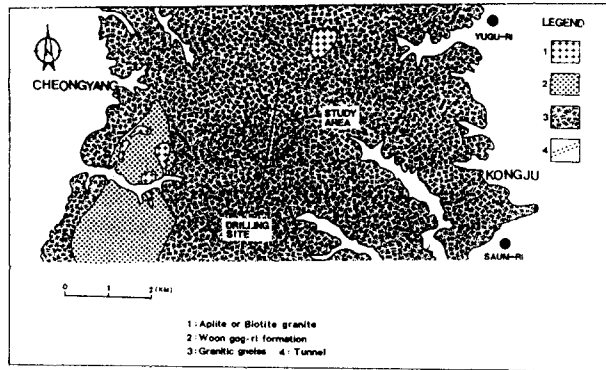 LEGEND
YUGU-RI
1
CHEONGYANG
2
STUDY
AREA
3
4
KONGJU
DRILLING
SITE
SAUM-RI
0 1 2 (KM)
1 : Aplite or Biotite granite
2 : Woon gog-ri formation
3 : Granitic gneiss 4 : Tunnel